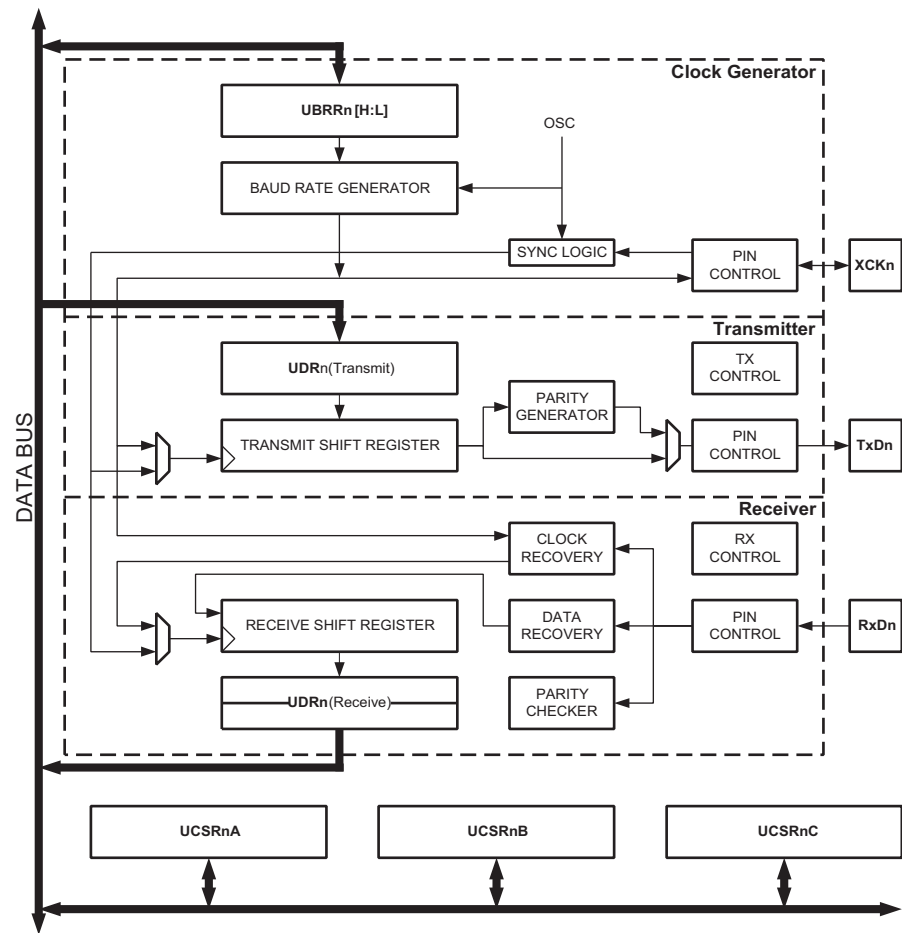 Clock Generator
UBRRn [H:L]
OSC
BAUD RATE GENERATOR
SYNC LOGIC
PIN
CONTROL
XCKn
Transmitter
UDRn(Transmit)
TX
CONTROL
PARITY
GENERATOR
TRANSMIT SHIFT REGISTER
PIN
CONTROL
TxDn
DATA BUS
Receiver
CLOCK
RECOVERY
RX
CONTROL
RECEIVE SHIFT REGISTER
DATA
RECOVERY
PIN
CONTROL
RxDn
UDRn(Receive)
PARITY
CHECKER
UCSRnA
UCSRnB
UCSRnC